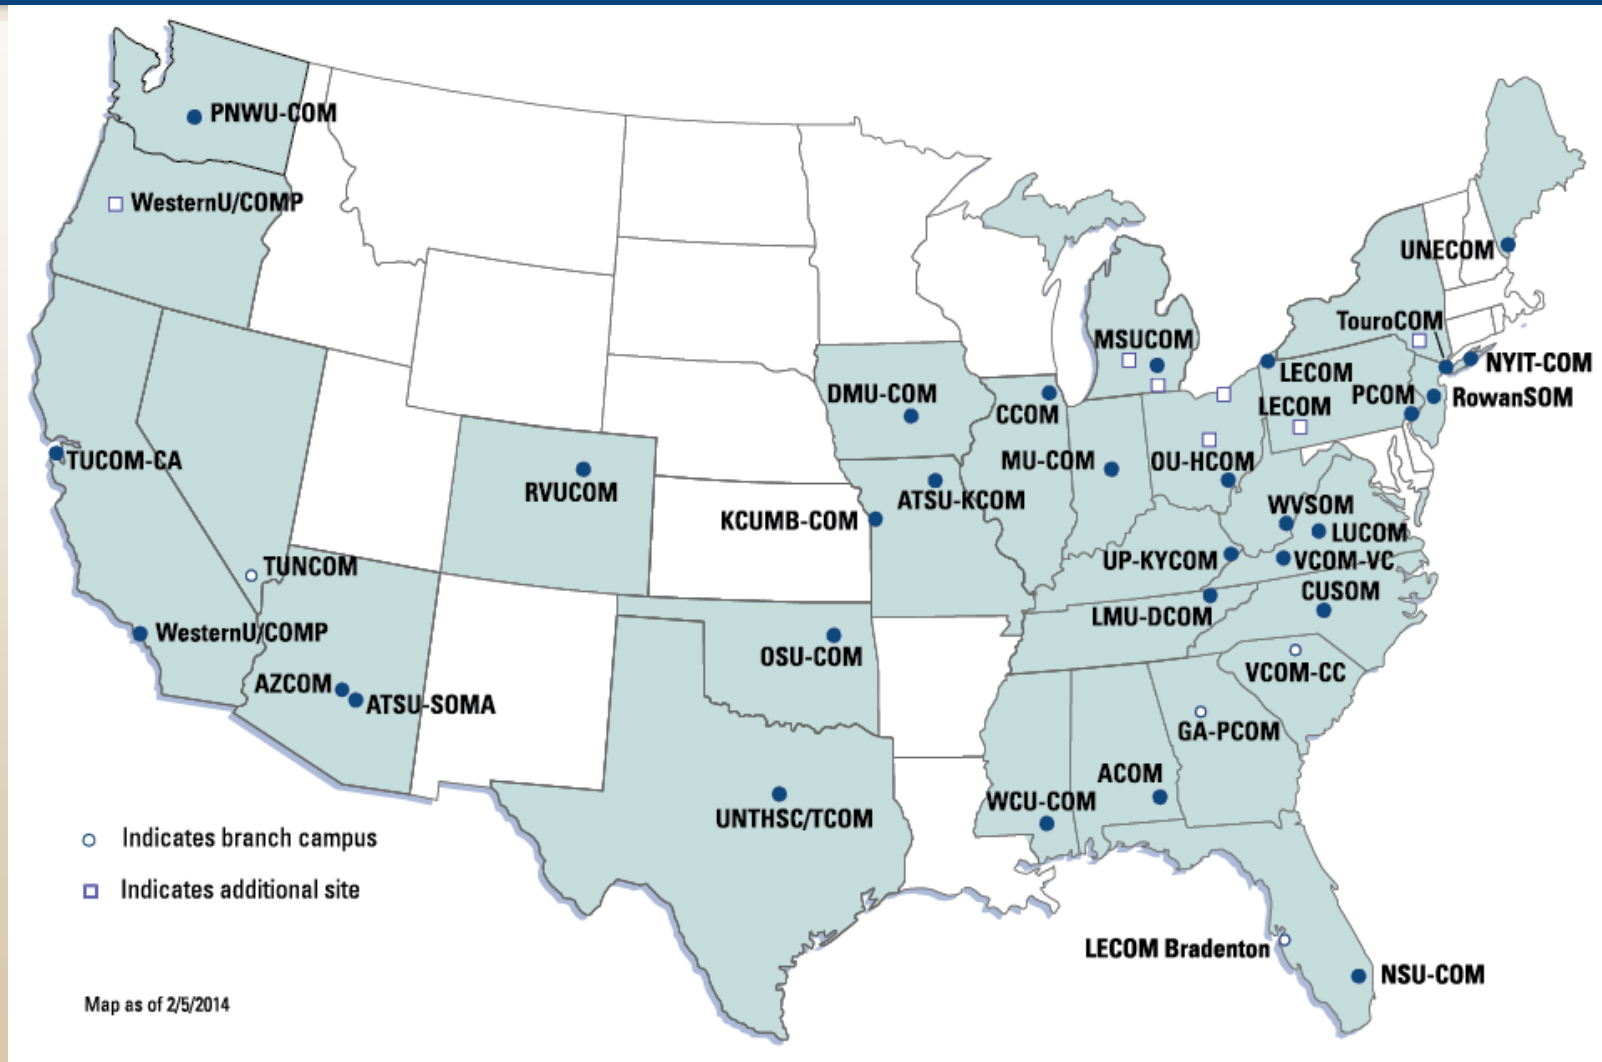 PNWU-COM
WesternU/COMP
UNECOM
TouroCOM
MSUCOM
NYIT-COM
LECOM
DMU-COM
PCOM
RowanSOM
CCOM
LECOM
TUCOM-CA
MU-COM
OU-HCOM
RVUCOM
ATSU-KCOM
WVSOM
KCUMB-COM
LUCOM
UP-KYCOM
VCOM-VC
TUNCOM
CUSOM
LMU-DCOM
WesternU/COMP
OSU-COM
VCOM-CC
AZCOM
ATSU-SOMA
GA-PCOM
ACOM
WCU-COM
UNTHSC/TCOM
Indicates branch campus
Indicates additional site
LECOM Bradenton
NSU-COM
Map as of 2/5/2014